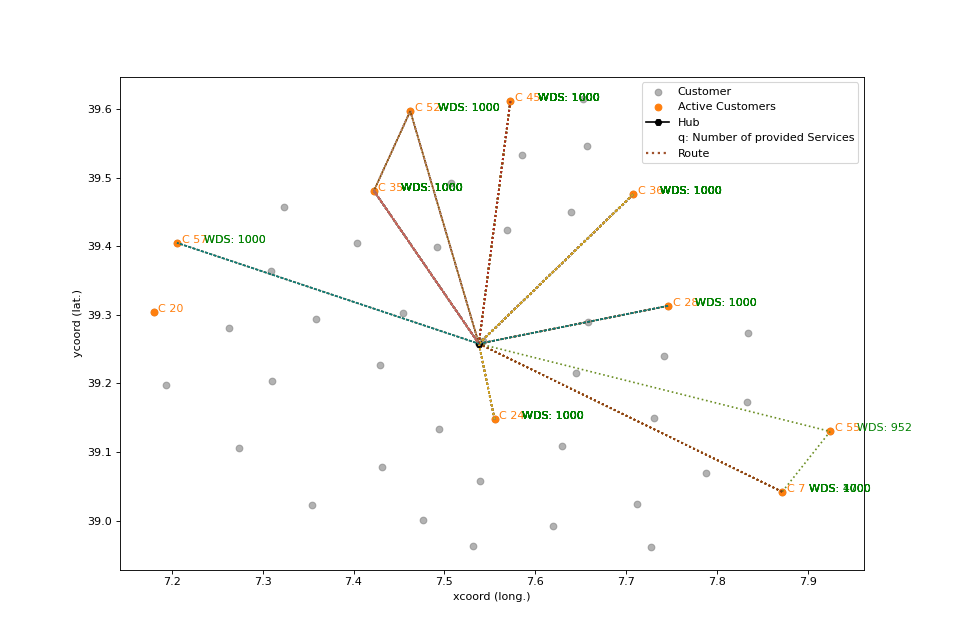 Customer
Active Customers
Hub
q: Number of provided Services
Route
C 52 WDS: 1000
C 45 WDS: 1000
C 35 WDS: 1000
C 36 WDS: 1000
C 57 WDS: 1000
C 20
C 28 WDS: 1000
C 24 WDS: 1000
C 55 WDS: 952
C 7 WDS:
39.6
39.5
39.4
39.3
39.2
39.1
39.0
ycoord (lat.)
7.2 7.3 7.4 7.5 7.6 7.7 7.8 7.9
xcoord (long.)